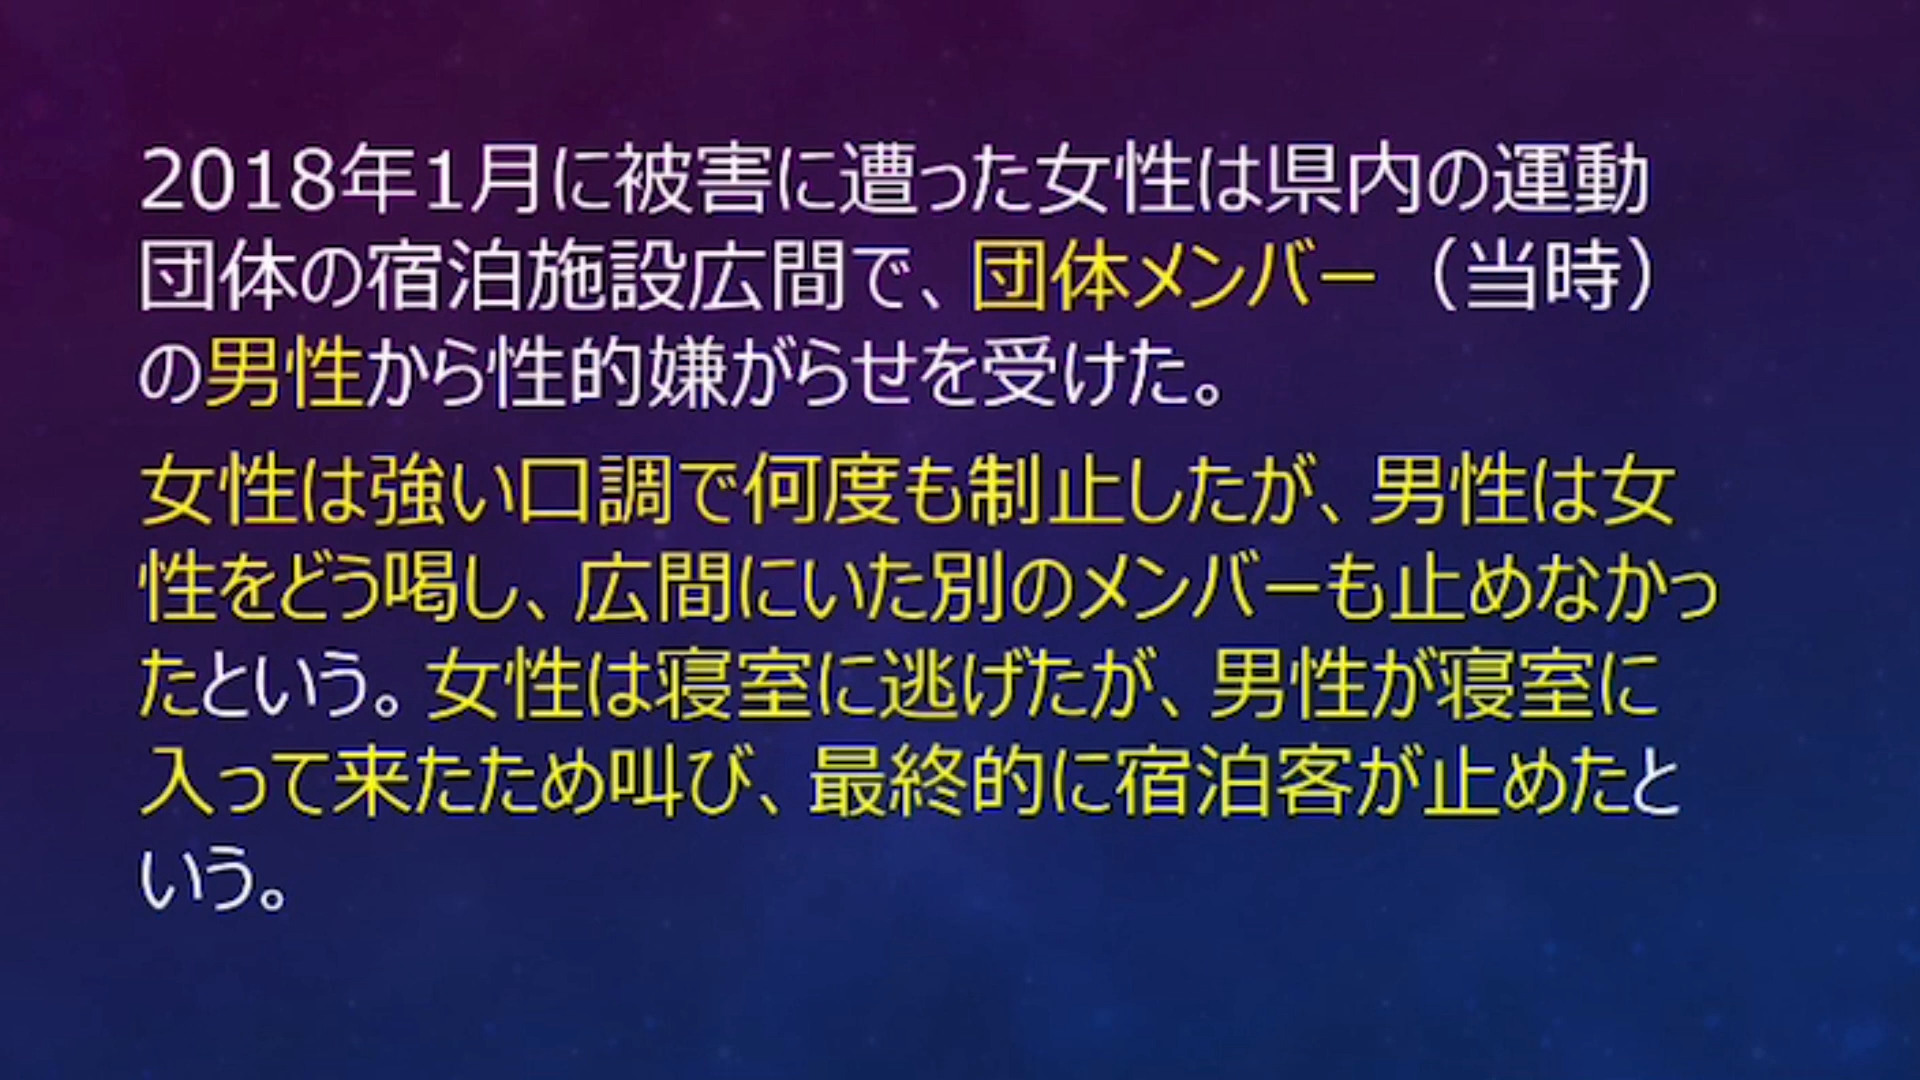 2018年1月に被害に遭った女性は県内の運動
団体の宿泊施設広間で、団体メンバー（当時）
の男性から性的嫌がらせを受けた。
女性は強い口調で何度も制止したが、男性は女
性をどう喝し、広間にいた別のメンバーも止めなかっ
たという。女性は寝室に逃げたが、男性が寝室に
入って来たため叫び、最終的に宿泊客が止めたと
いう。